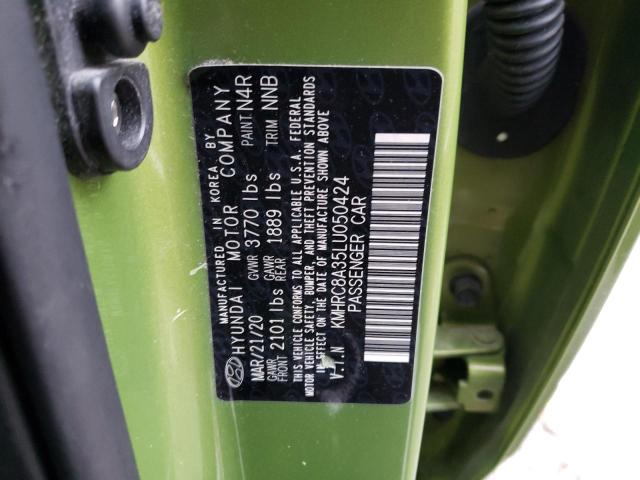 MANUFACTURED IN KOREA BY
HYUNDAI MOTOR COMPANY
MAR/21/20 GVWR 3770 lbs PAINT N4R
GAWR FRONT 2101 lbs GAWR REAR 1889 lbs TRIM NNB
THIS VEHICLE CONFORMS TO ALL APPLICABLE U.S.A. FEDERAL
MOTOR VEHICLE SAFETY, BUMPER, AND THEFT PREVENTION STANDARDS
IN EFFECT ON THE DATE OF MANUFACTURE SHOWN ABOVE
V.I.N KMHRC8A35LU050424
PASSENGER CAR